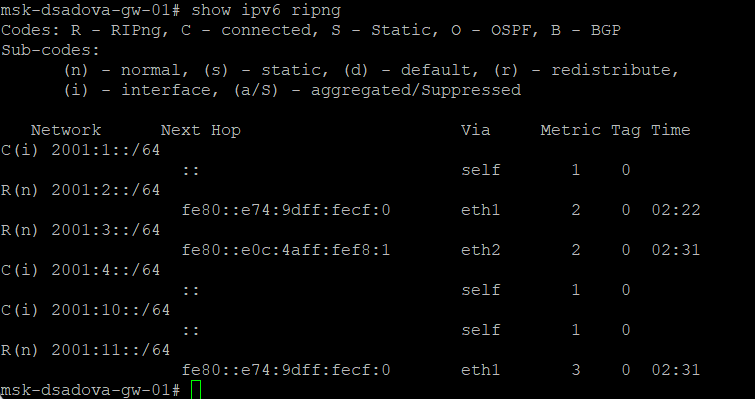 msk-dsadova-gw-01# show ipv6 ripng
Codes: R - RIPng, C - connected, S - Static, O - OSPF, B - BGP
Sub-codes:
      (n) - normal, (s) - static, (d) - default, (r) - redistribute,
      (i) - interface, (a/S) - aggregated/Suppressed

   Network      Next Hop                      Via     Metric Tag Time
C(i) 2001:1::/64
                  ::                          self       1    0
R(n) 2001:2::/64
                  fe80::e74:9dff:fecf:0       eth1       2    0  02:22
R(n) 2001:3::/64
                  fe80::e0c:4aff:fef8:1       eth2       2    0  02:31
C(i) 2001:4::/64
                  ::                          self       1    0
C(i) 2001:10::/64
                  ::                          self       1    0
R(n) 2001:11::/64
                  fe80::e74:9dff:fecf:0       eth1       3    0  02:31
msk-dsadova-gw-01#